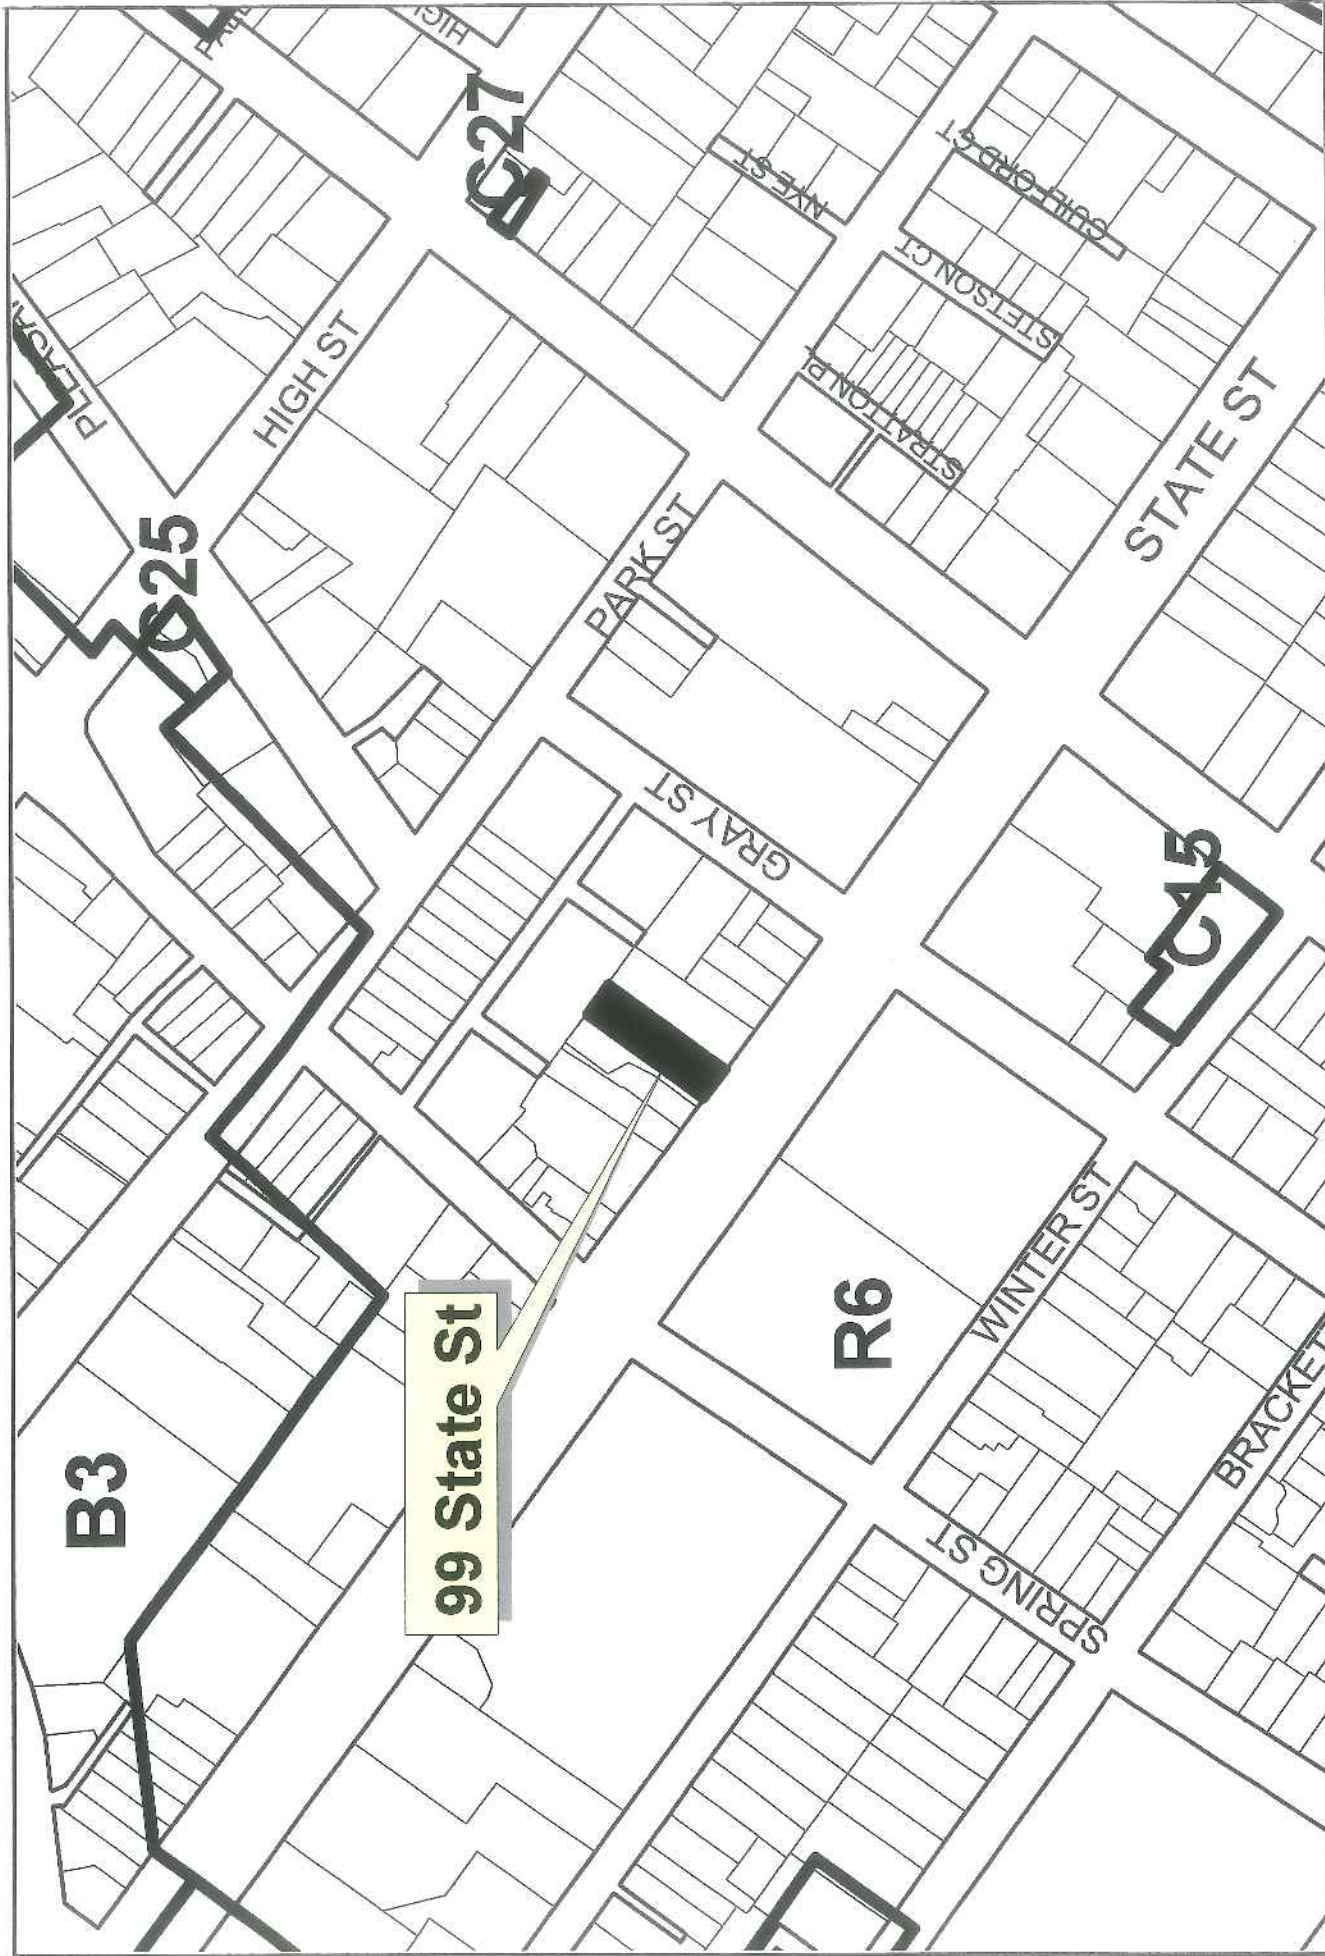 B3
C25
C27
HIGH ST
PARK ST
99 State St
GRAY ST
NYE ST
STRATTON PL
STETSON CT
GUILFORD CT
R6
STATE ST
WINTER ST
SPRING ST
BRACKET